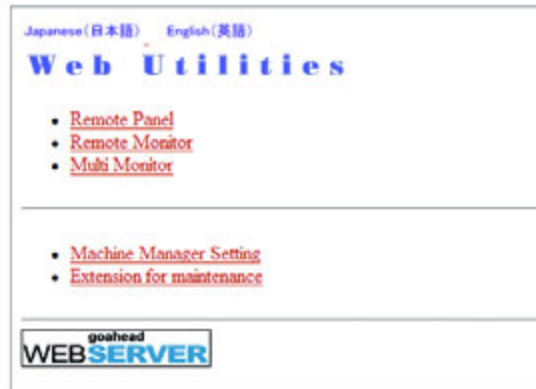 Japanese(日本語) English(英語)
Web Utilities
Remote Panel
Remote Monitor
Multi Monitor
Machine Manager Setting
Extension for maintenance
goahead
WEBSERVER